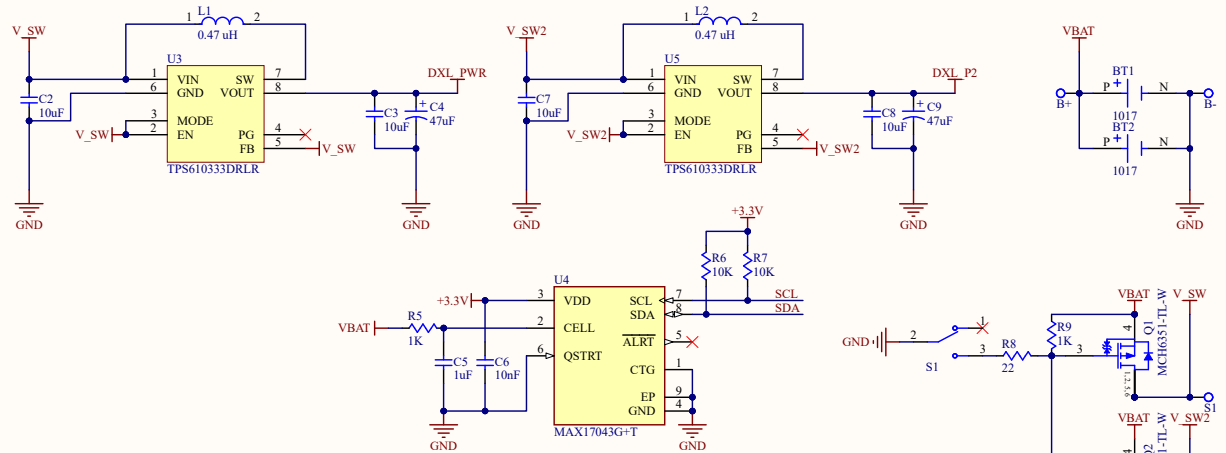 V_SW
1
L1
2
0.47 uH
U3
1
VIN
SW
7
6
GND
VOUT
8
DXL_PWR
C2
10uF
3
MODE
V_SW
2
EN
PG
4
FB
5
V_SW
TPS610333DRLR
C3
10uF
C4
47uF
GND
GND
V_SW2
1
L2
2
0.47 uH
U5
1
VIN
SW
7
6
GND
VOUT
8
DXL_P2
C7
10uF
3
MODE
V_SW2
2
EN
PG
4
FB
5
V_SW2
TPS610333DRLR
C8
10uF
C9
47uF
GND
GND
VBAT
B+
P
BT1
N
B-
1017
BT2
P
N
1017
GND
+3.3V
R6
10K
R7
10K
U4
+3.3V
3
VDD
SCL
7
SCL
SDA
8
SDA
VBAT
R5
1K
2
CELL
ALRT
5
6
QSTRT
C5
1uF
C6
10nF
CTG
1
EP
9
GND
4
MAX17043G+T
GND
GND
GND
2
1
3
S1
R8
22
R9
1K
VBAT
V_SW
4
3
1, 2, 5, 6
Q1
MCH6351-TL-W
S1
VBAT
V_SW2